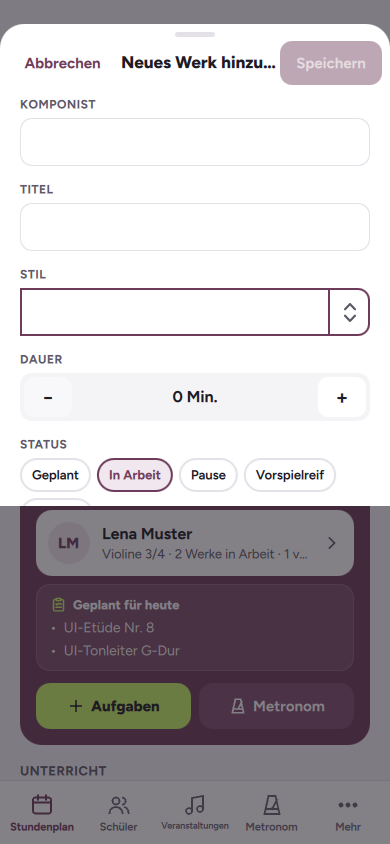 Abbrechen Neues Werk hinzu... Speichern
KOMPONIST
TITEL
STIL
DAUER
− 0 Min. +
STATUS
Geplant In Arbeit Pause Vorspielreif
LM Lena Muster
Violine 3/4 · 2 Werke in Arbeit · 1 v...
Geplant für heute
• UI-Etüde Nr. 8
• UI-Tonleiter G-Dur
+ Aufgaben Metronom
UNTERRICHT
Stundenplan Schüler Veranstaltungen Metronom Mehr